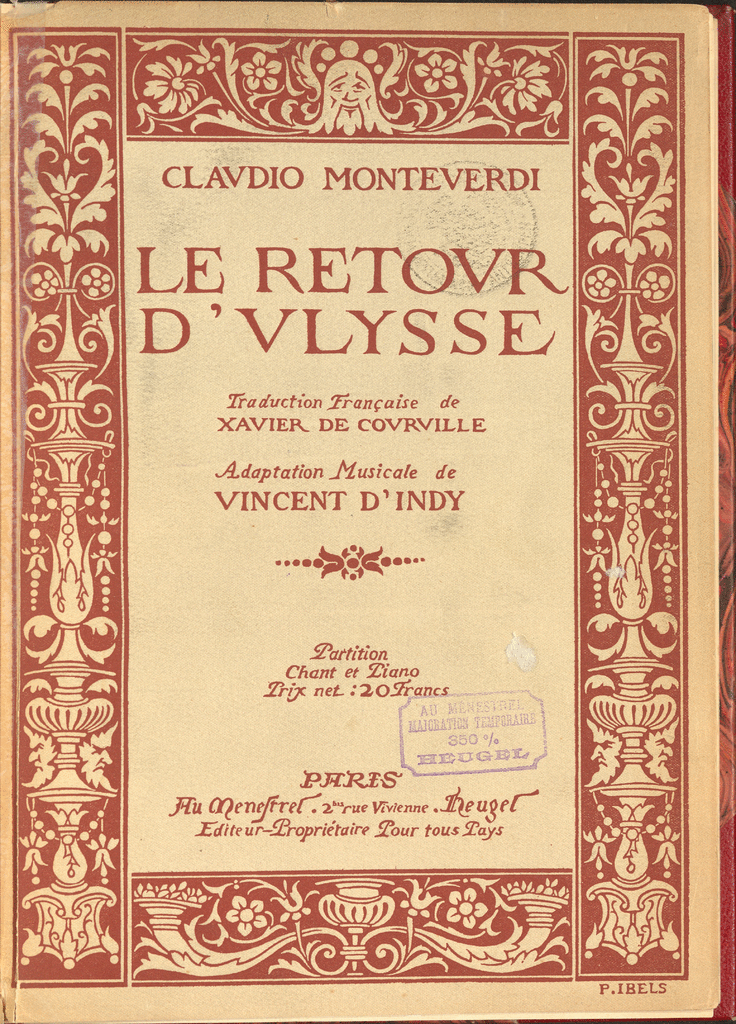 CLAVDIO MONTEVERDI
LE RETOVR
D'VLYSSE
Traduction Française de
XAVIER DE COVRVILLE
Adaptation Musicale de
VINCENT D'INDY
Partition
Chant et Piano
Prix net : 20 Francs
AU MENESTREL
MAJORATION TEMPORAIRE
350 %
HEUGEL
PARIS
Au Menestrel . 2bis rue Vivienne . Heugel
Editeur-Propriétaire Pour tous Pays
P. IBELS